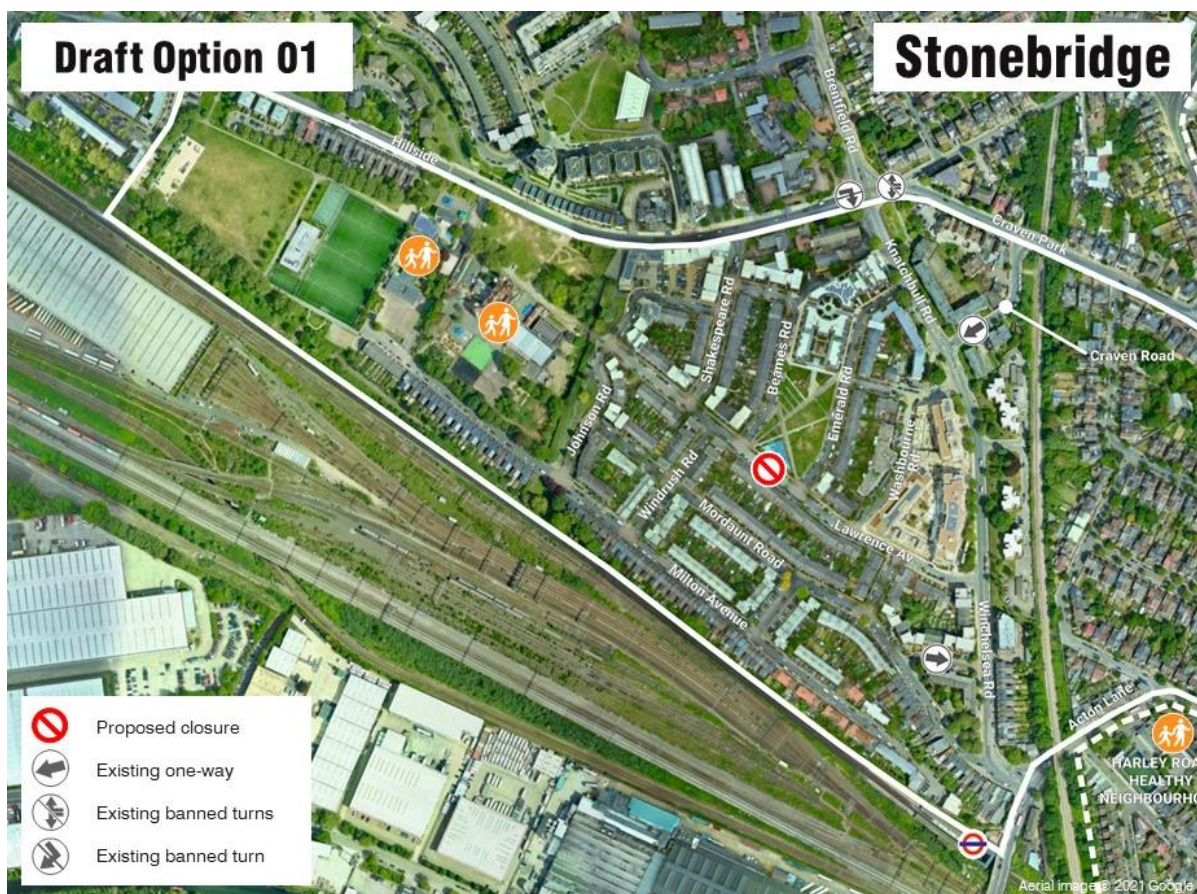 Draft Option 01
Stonebridge
Brentfield Rd
Hillside
Craven Park
Knatchbull Rd
Shakespeare Rd
Beames Rd
Craven Road
Emerald Rd
Johnson Rd
Washbourne
Rd
Windrush Rd
Mordaunt Road
Lawrence Av
Milton Avenue
Winchelsea Rd
Acton Lane
HARLEY ROA
HEALTHY
NEIGHBOURHO
Proposed closure
Existing one-way
Existing banned turns
Existing banned turn
Aerial image © 2021 Google